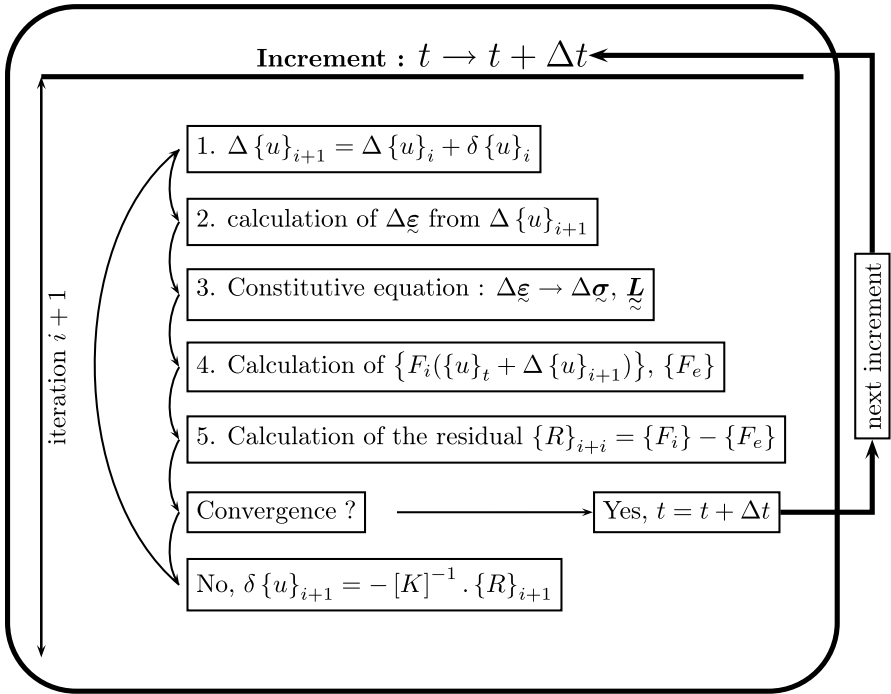 Increment : t → t + Δt
1. Δ {u}_{i+1} = Δ {u}_i + δ {u}_i
2. calculation of Δε̰ from Δ {u}_{i+1}
3. Constitutive equation : Δε̰ → Δσ̰, L̰̰
4. Calculation of {F_i({u}_t + Δ {u}_{i+1})}, {F_e}
5. Calculation of the residual {R}_{i+i} = {F_i} − {F_e}
Convergence ?
Yes, t = t + Δt
No, δ {u}_{i+1} = − [K]^{−1} . {R}_{i+1}
iteration i + 1
next increment